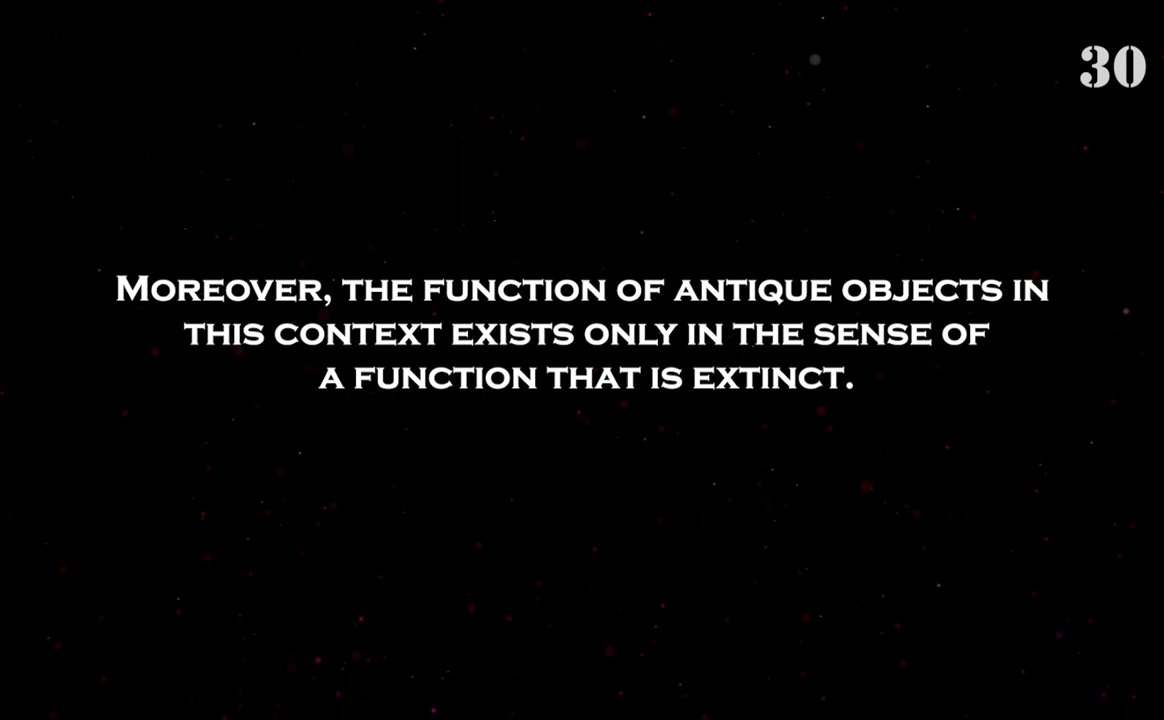 30
Moreover, the function of antique objects in
this context exists only in the sense of
a function that is extinct.